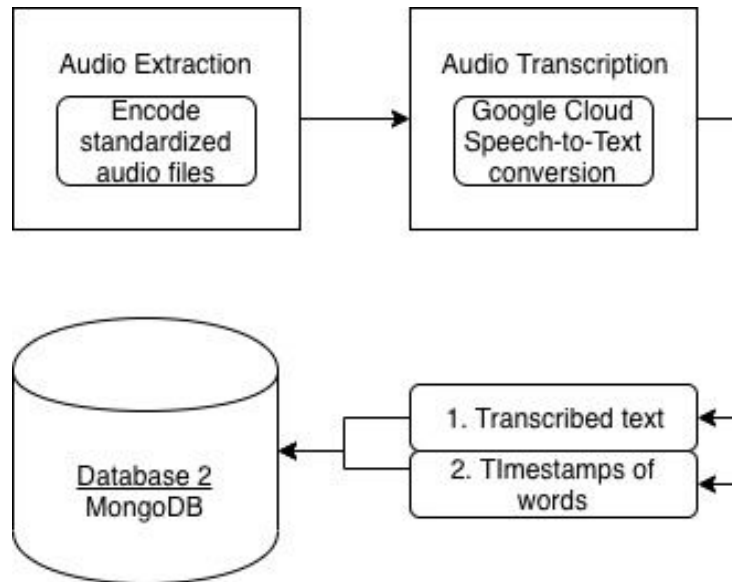 Audio Extraction
Encode
standardized
audio files
Audio Transcription
Google Cloud
Speech-to-Text
conversion
1. Transcribed text
2. TImestamps of
words
Database 2
MongoDB